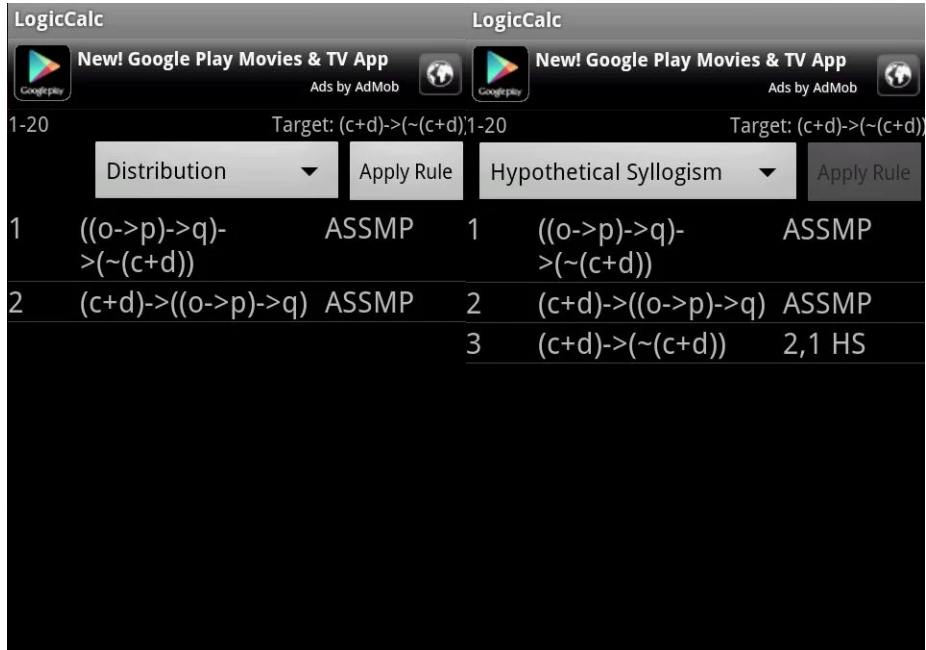 LogicCalc
New! Google Play Movies & TV App
Ads by AdMob
Google play
1-20 Target: (c+d)->(~(c+d))
Distribution Apply Rule
1 ((o->p)->q)- ASSMP
>(~(c+d))
2 (c+d)->((o->p)->q) ASSMP
LogicCalc
New! Google Play Movies & TV App
Ads by AdMob
Google play
1-20 Target: (c+d)->(~(c+d))
Hypothetical Syllogism Apply Rule
1 ((o->p)->q)- ASSMP
>(~(c+d))
2 (c+d)->((o->p)->q) ASSMP
3 (c+d)->(~(c+d)) 2,1 HS